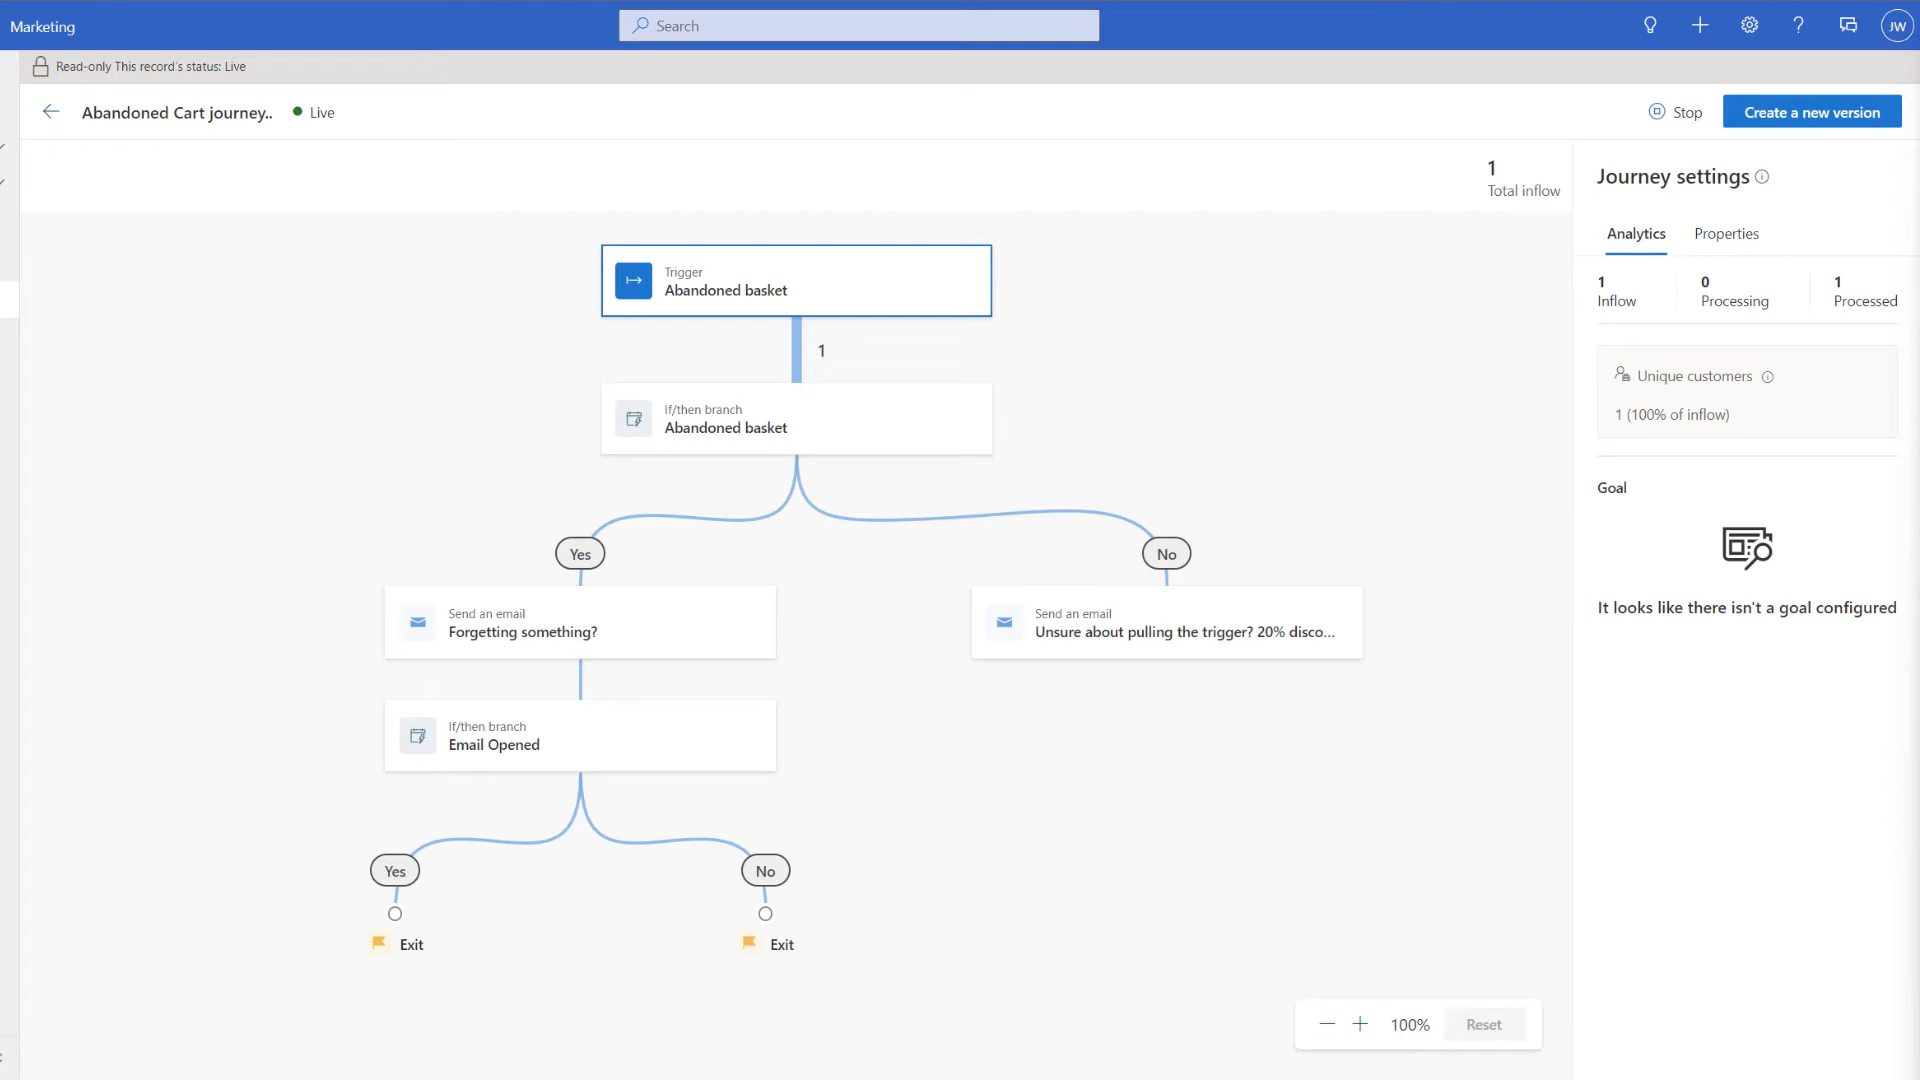 Marketing
Search
JW
Read-only This record's status: Live
Abandoned Cart journey..
Live
Stop
Create a new version
1
Total inflow
Trigger
Abandoned basket
1
If/then branch
Abandoned basket
Yes
No
Send an email
Forgetting something?
Send an email
Unsure about pulling the trigger? 20% disco...
If/then branch
Email Opened
Yes
No
Exit
Exit
100%
Reset
Journey settings
Analytics
Properties
1
Inflow
0
Processing
1
Processed
Unique customers
1 (100% of inflow)
Goal
It looks like there isn't a goal configured